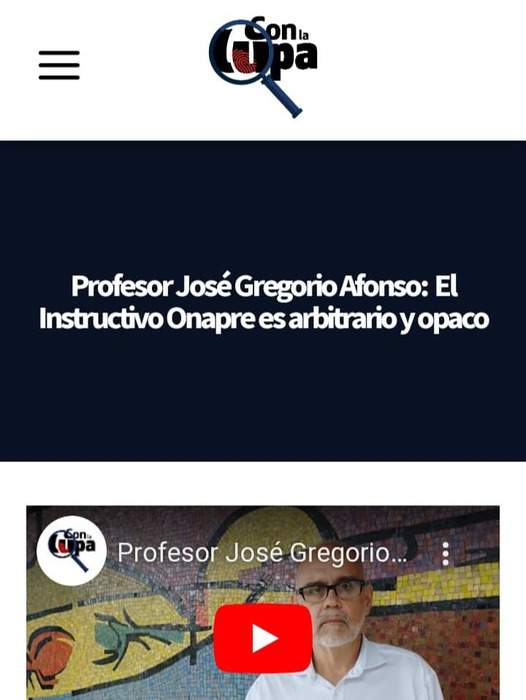 Con la
Lupa
Profesor José Gregorio Afonso: El
Instructivo Onapre es arbitrario y opaco
Con la
Lupa
Profesor José Gregorio...